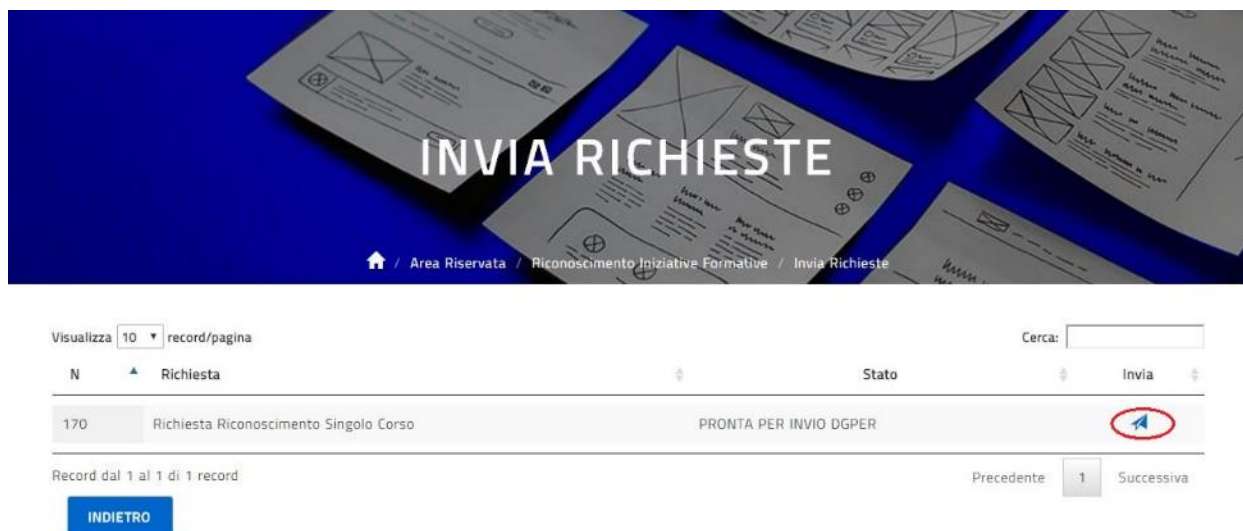 INVIA RICHIESTE
/ Area Riservata / Riconoscimento Iniziative Formative / Invia Richieste
Visualizza 10 record/pagina Cerca:
N Richiesta Stato Invia
170 Richiesta Riconoscimento Singolo Corso PRONTA PER INVIO DGPER
Record dal 1 al 1 di 1 record Precedente 1 Successiva
INDIETRO